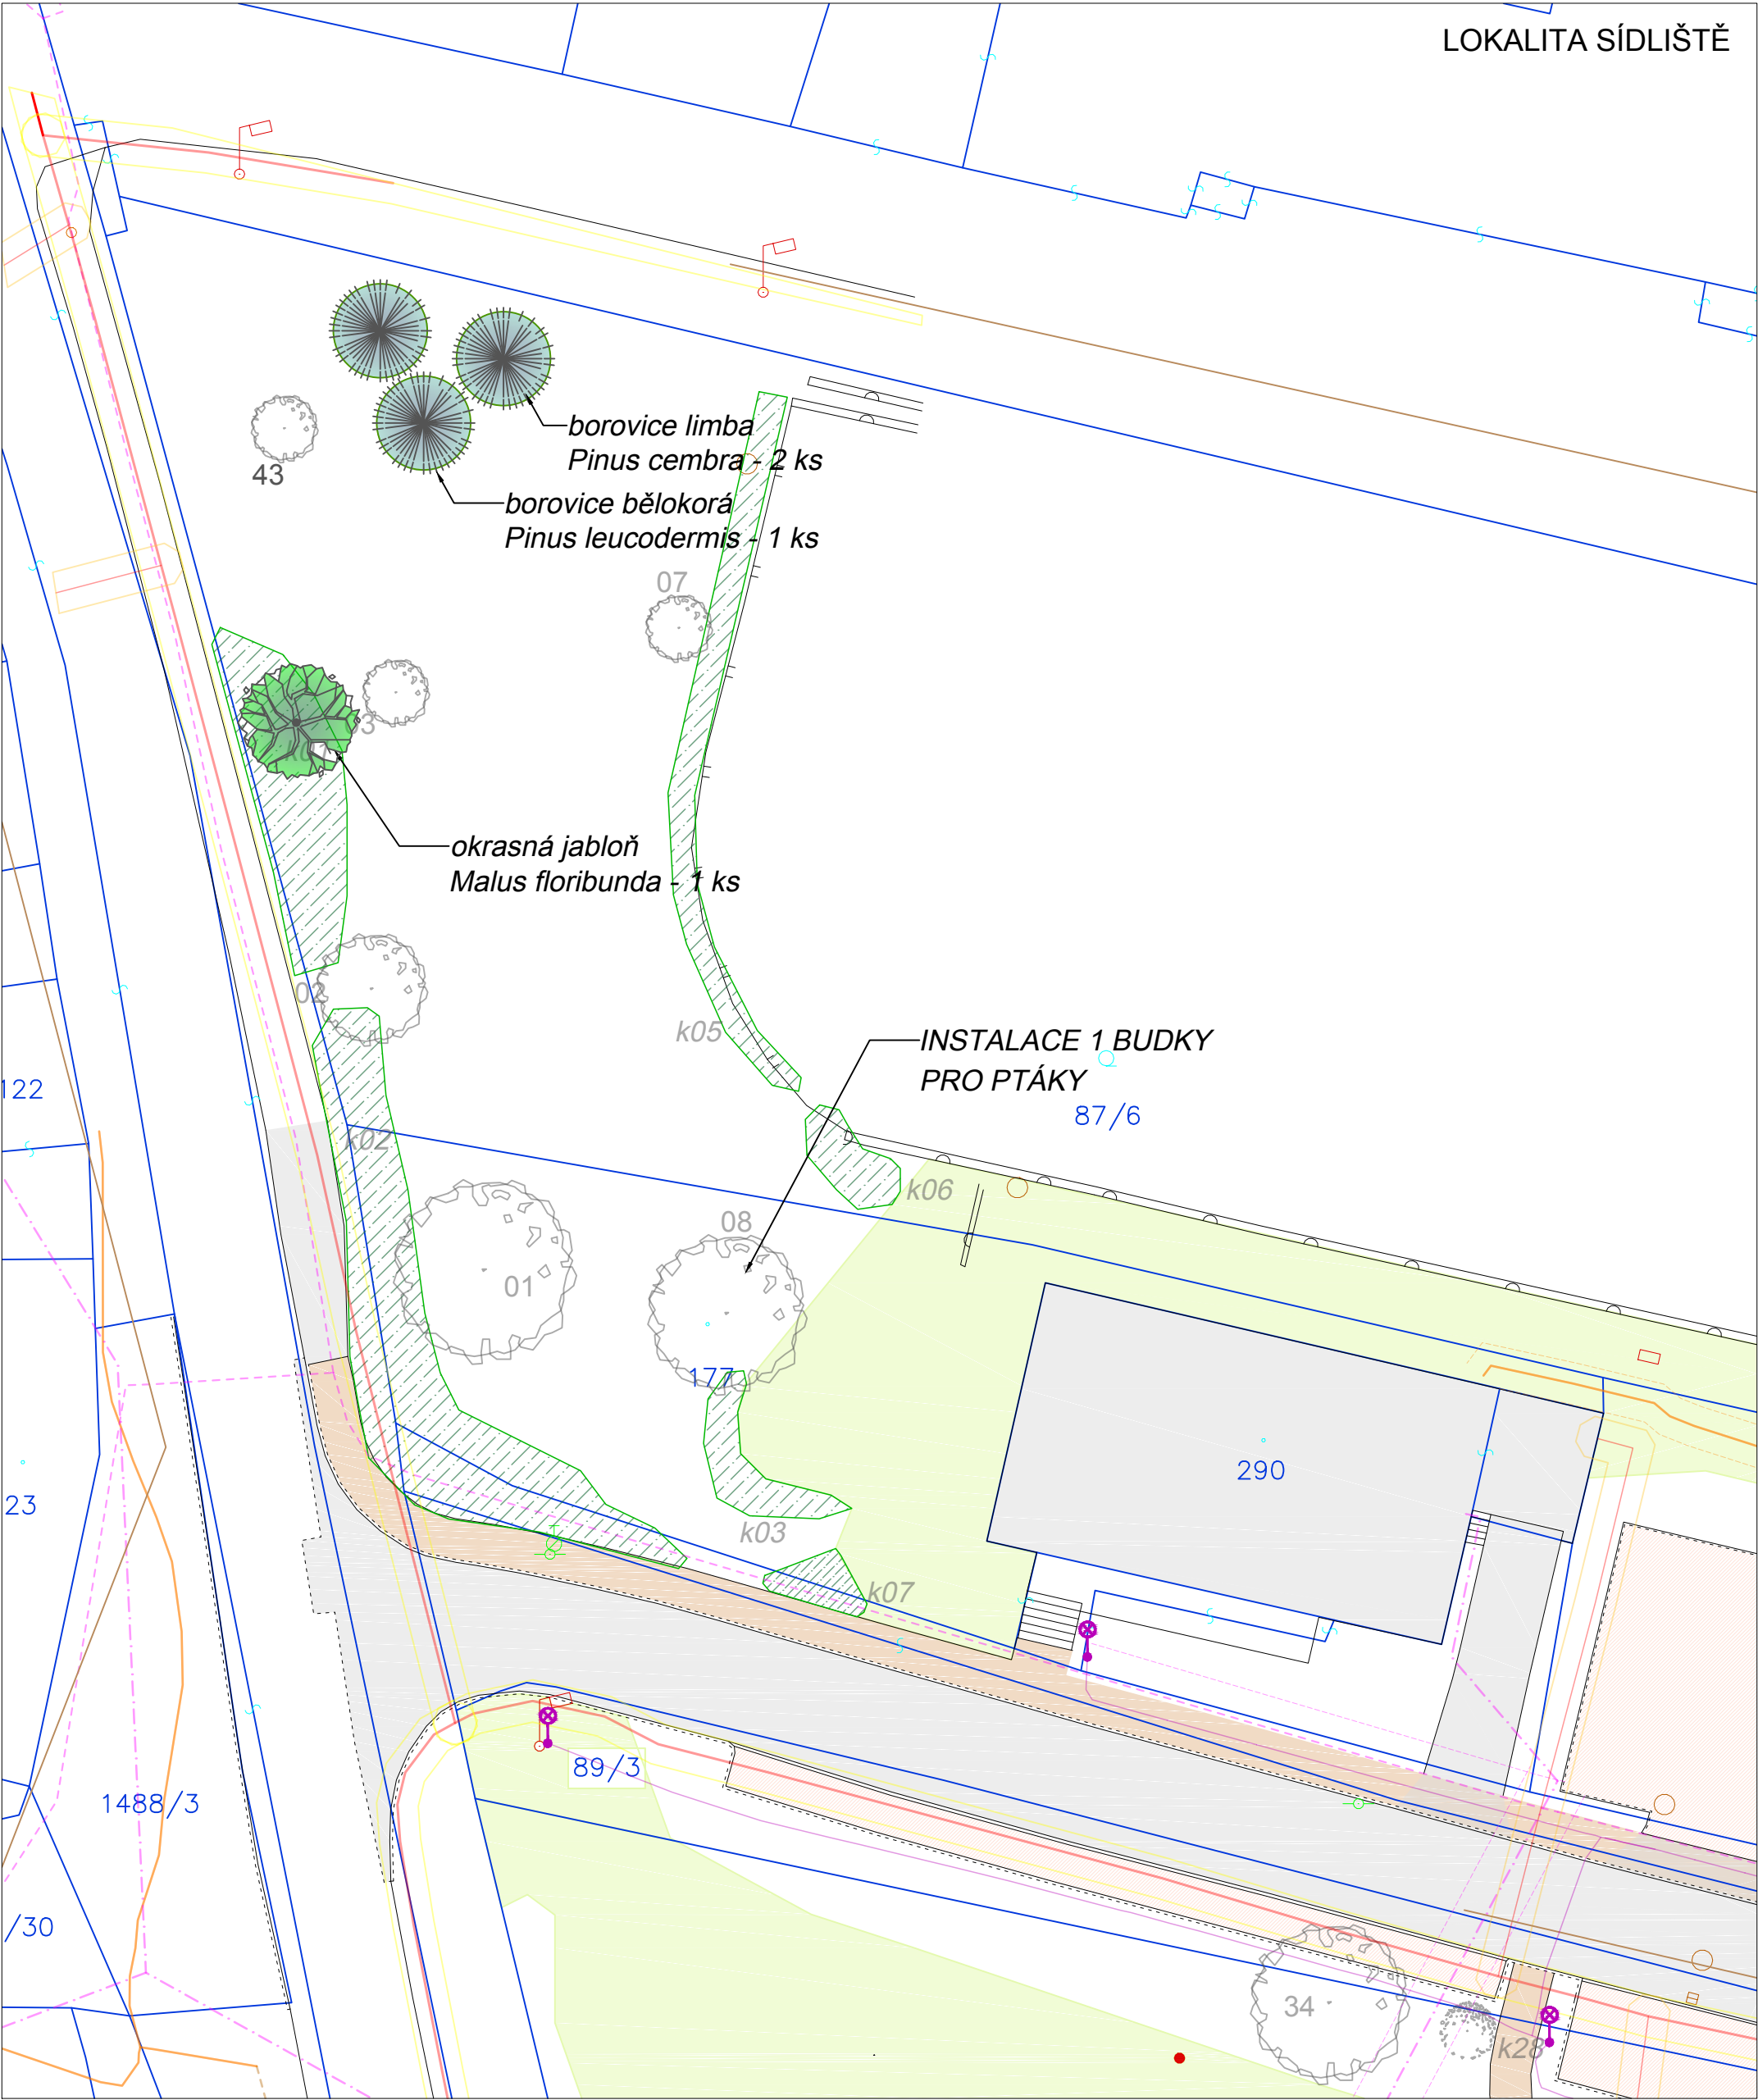 LOKALITA SÍDLIŠTĚ
borovice limba
Pinus cembra - 2 ks
43
borovice bělokorá
Pinus leucodermis - 1 ks
07
03
k01
okrasná jabloň
Malus floribunda - 1 ks
02
k05
INSTALACE 1 BUDKY
PRO PTÁKY
122
87/6
k02
k06
08
01
177
290
23
k03
k07
89/3
1488/3
/30
34
k28